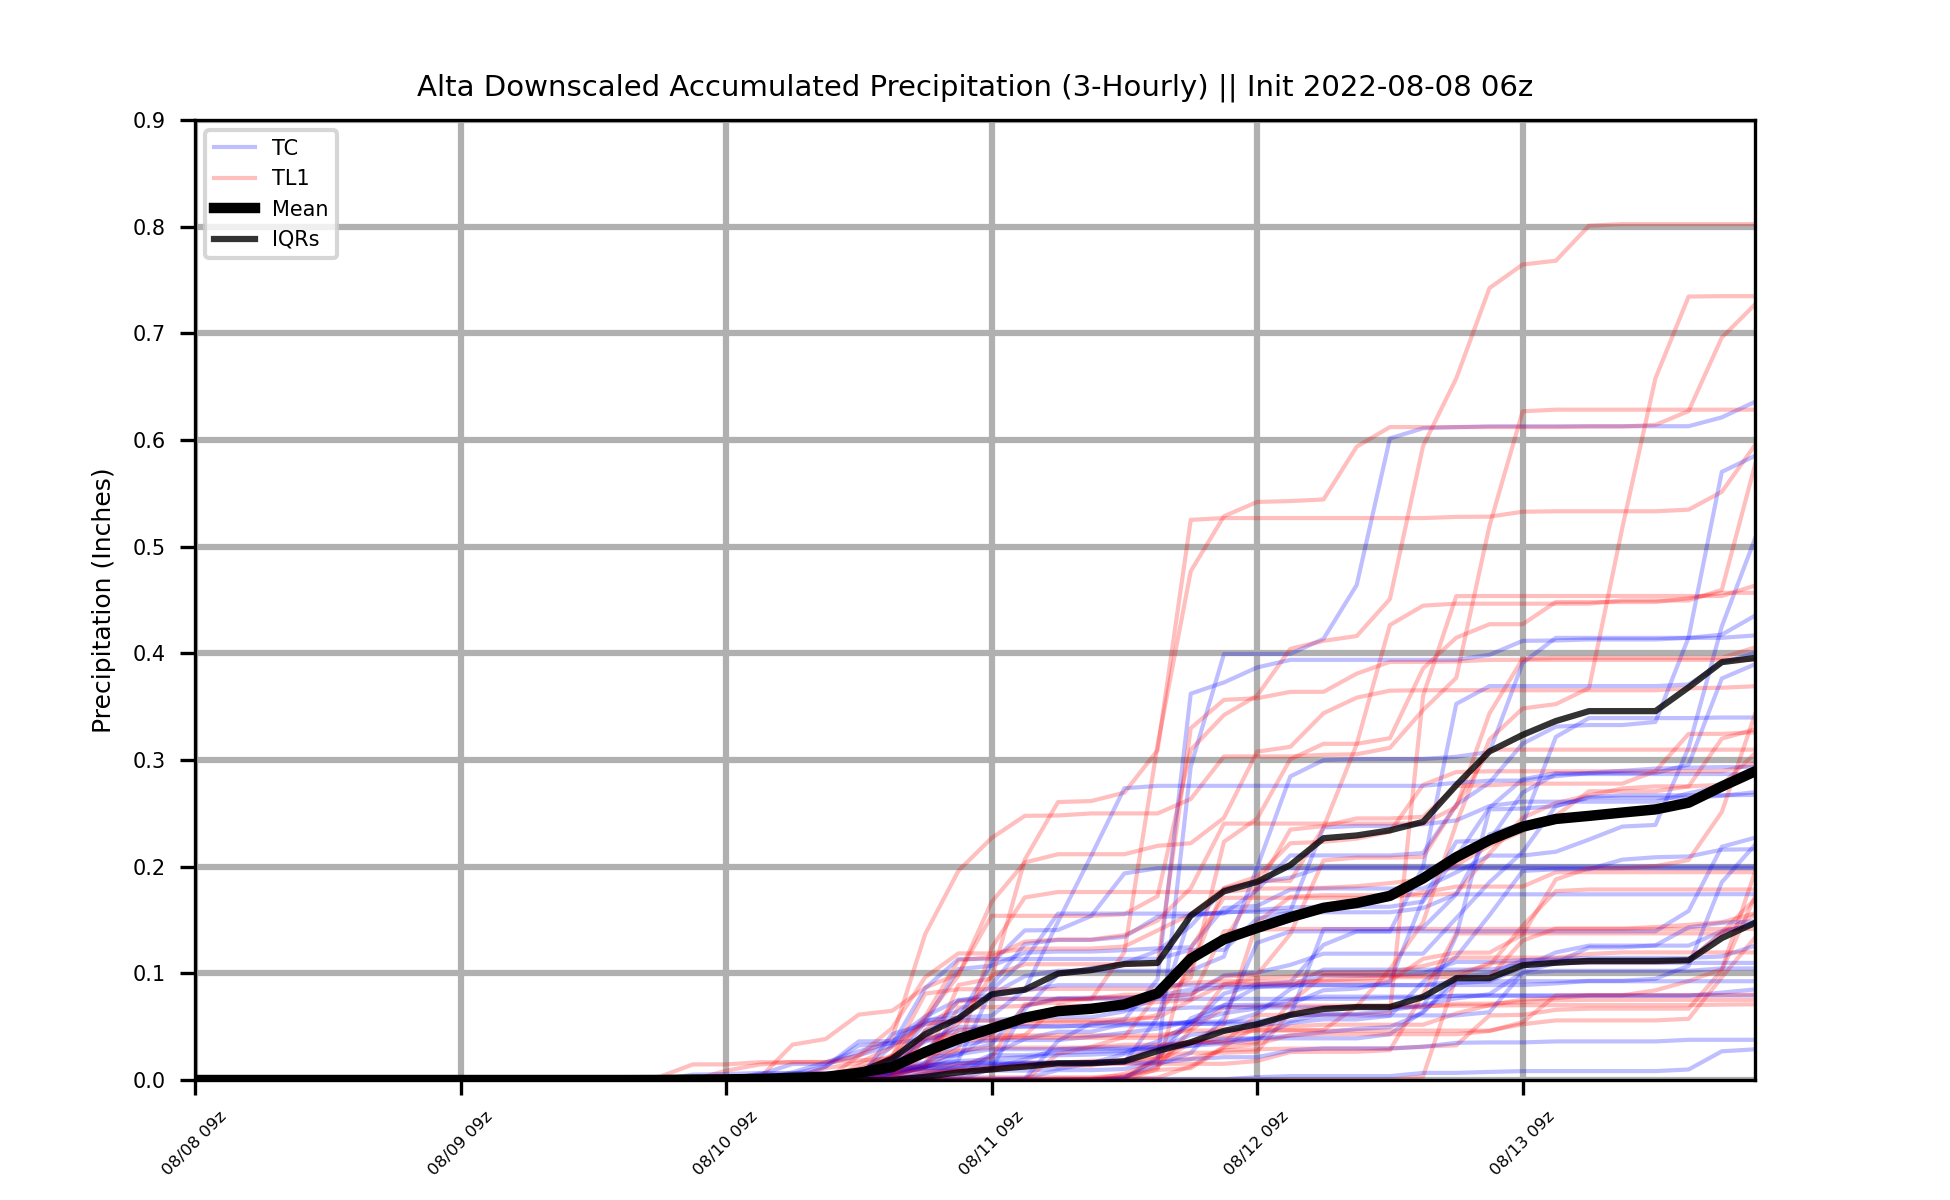 Alta Downscaled Accumulated Precipitation (3-Hourly) || Init 2022-08-08 06z
0.9
0.8
0.7
0.6
0.5
0.4
0.3
0.2
0.1
0.0
Precipitation (Inches)
TC
TL1
Mean
IQRs
08/08 09z
08/09 09z
08/10 09z
08/11 09z
08/12 09z
08/13 09z